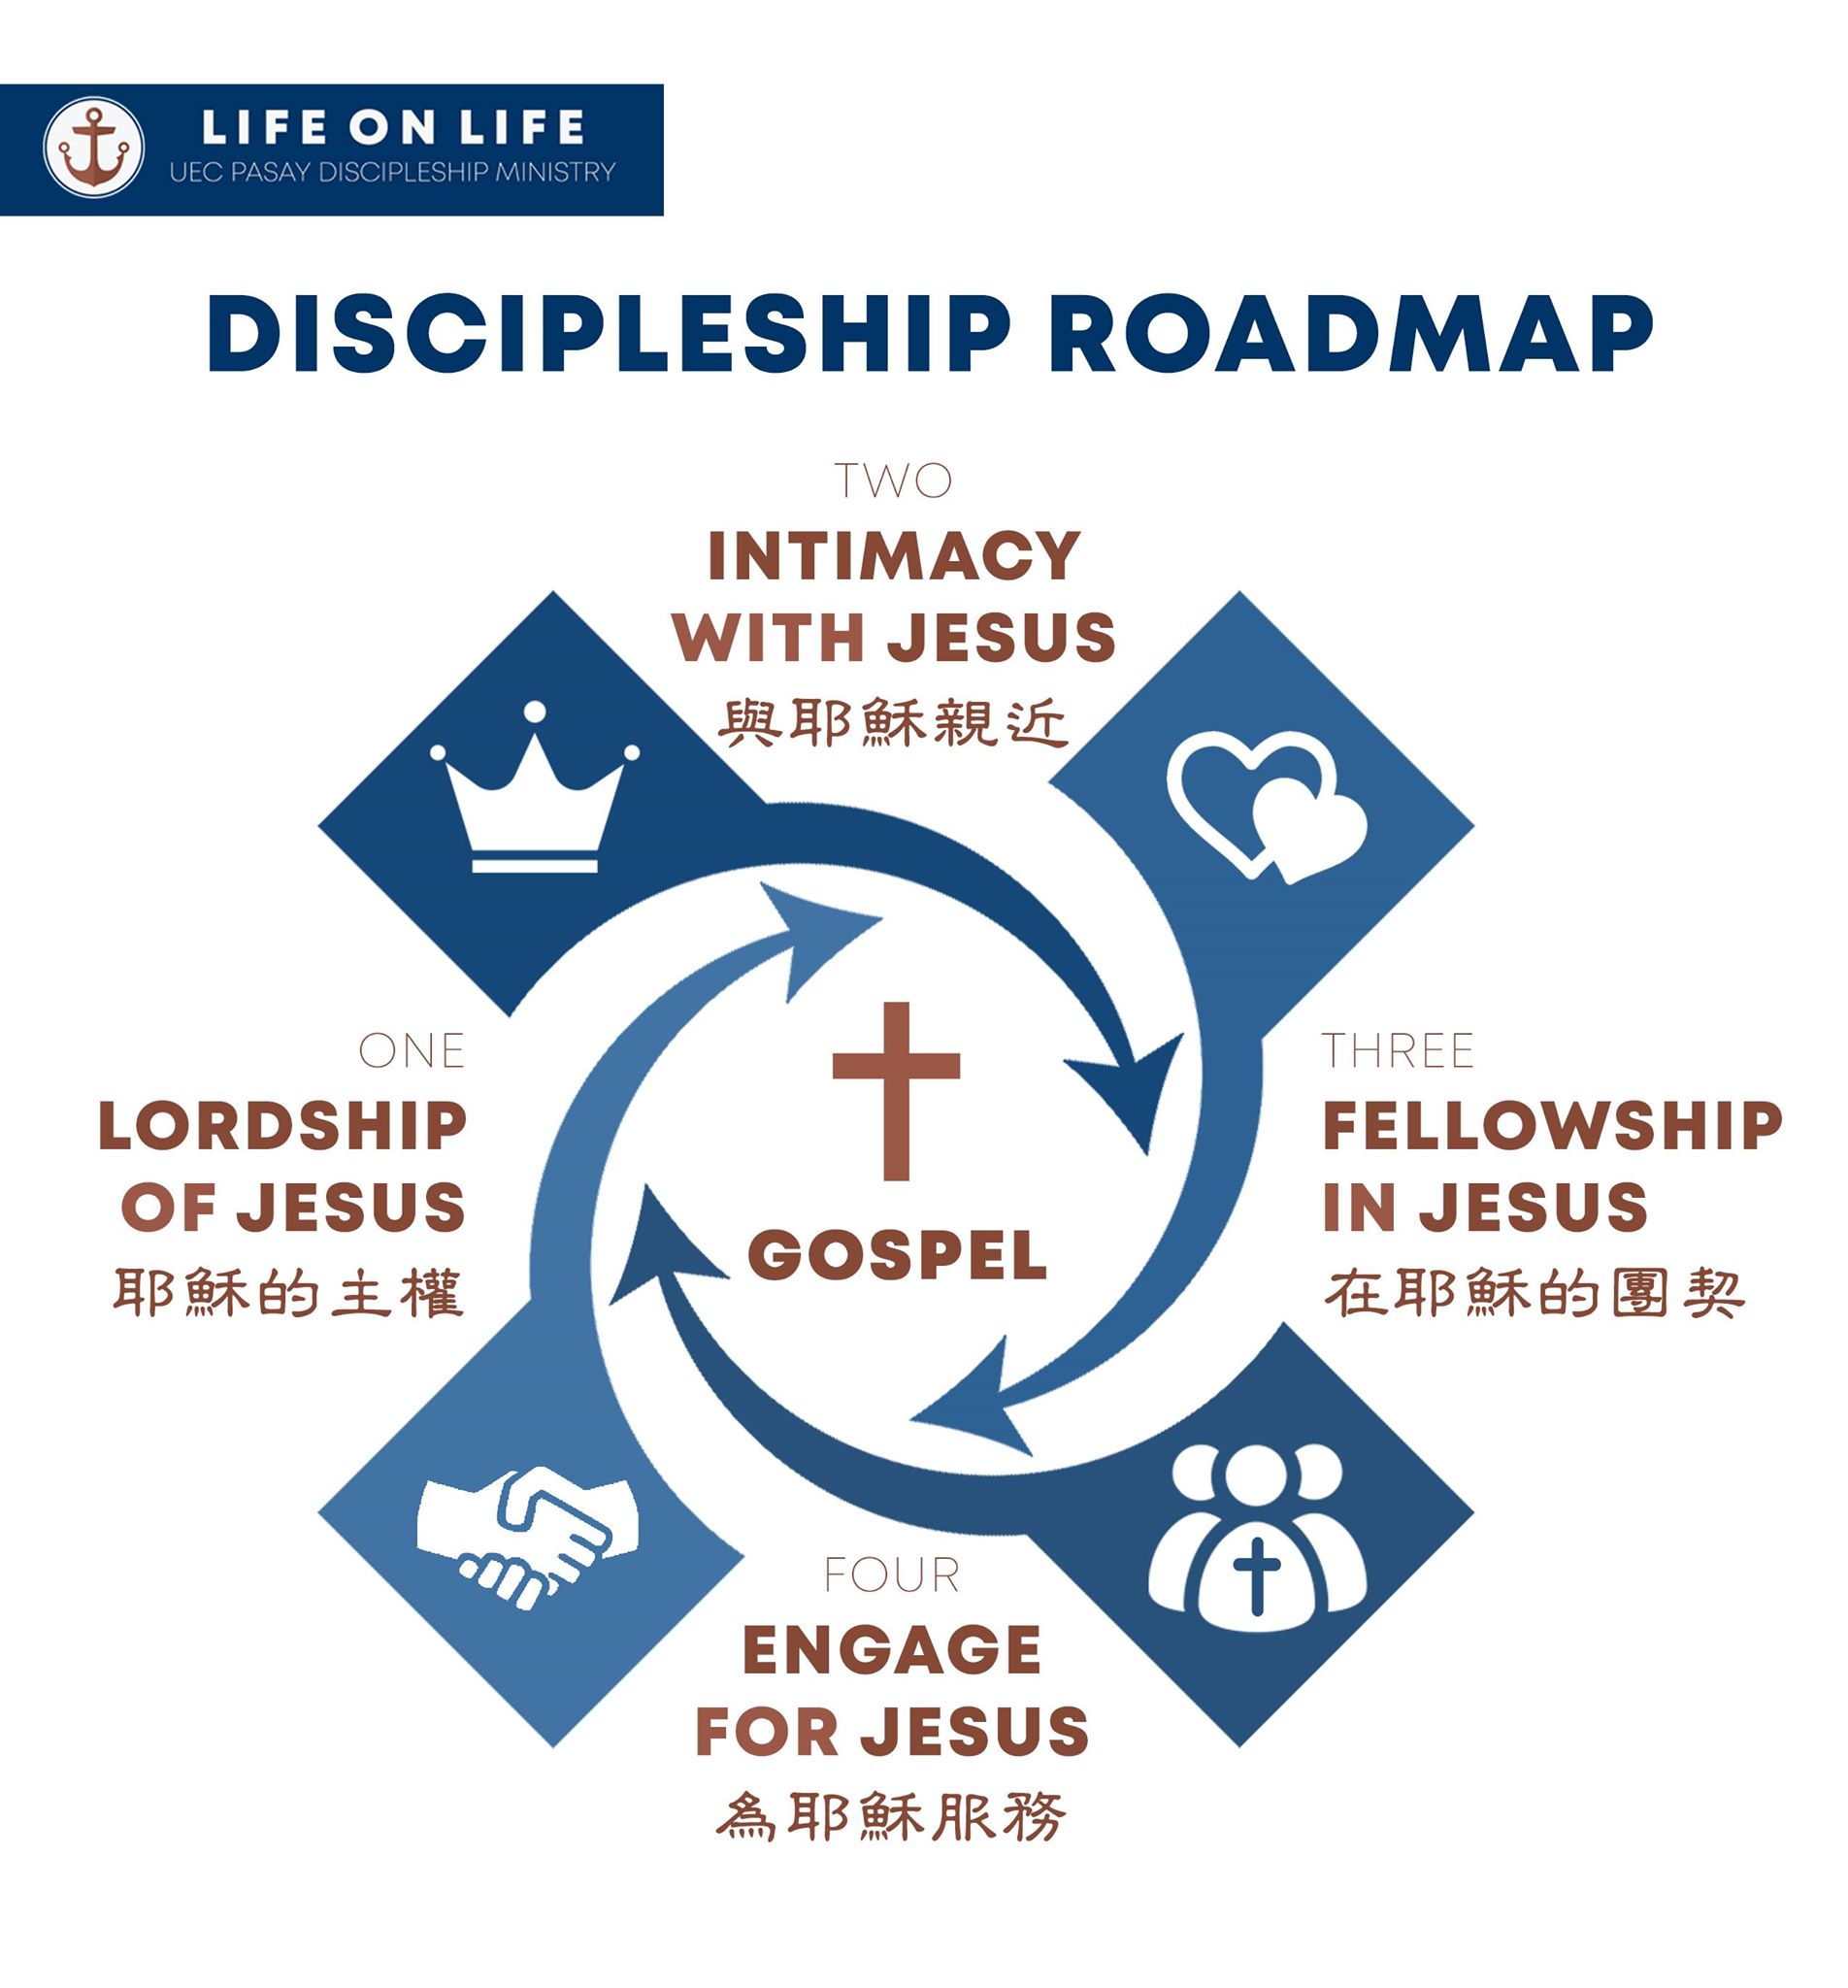 LIFE ON LIFE
UEC PASAY DISCIPLESHIP MINISTRY
DISCIPLESHIP ROADMAP
TWO
INTIMACY
WITH JESUS
與耶穌親近
ONE
LORDSHIP
OF JESUS
耶穌的主權
GOSPEL
THREE
FELLOWSHIP
IN JESUS
在耶穌的團契
FOUR
ENGAGE
FOR JESUS
為耶穌服務